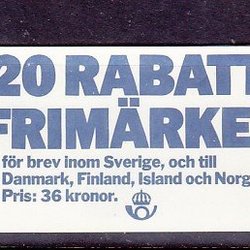 20 RABATT
FRIMÄRKE
för brev inom Sverige, och till
Danmark, Finland, Island och Norg
Pris: 36 kronor.